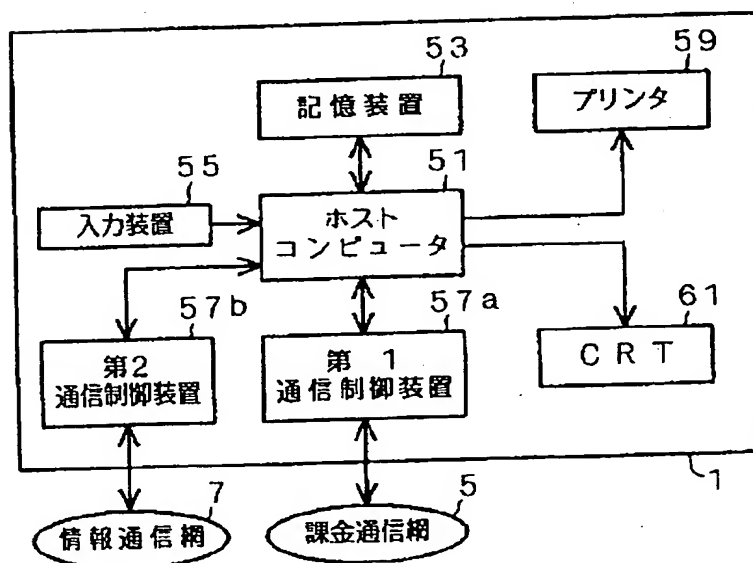 53
記憶装置
59
プリンタ
55
入力装置
51
ホスト
コンピュータ
57b
第2
通信制御装置
57a
第1
通信制御装置
61
CRT
1
7
情報通信網
5
課金通信網